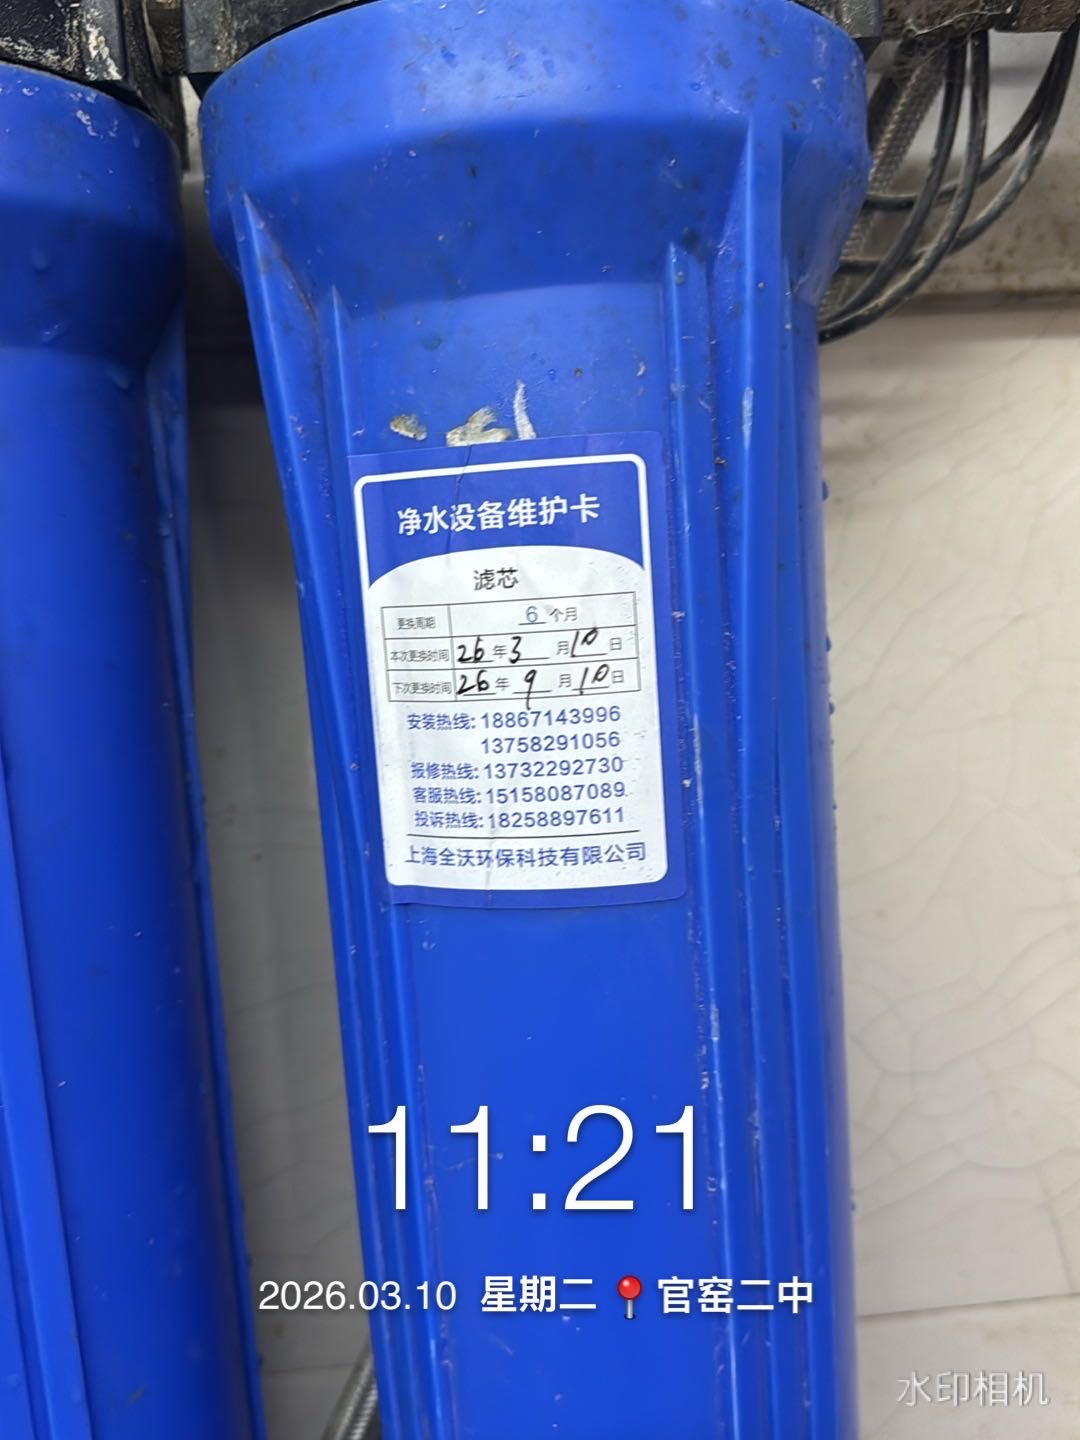 净水设备维护卡
滤芯
更换周期 6 个月
本次更换时间 26 年 3 月 10 日
下次更换时间 26 年 9 月 10 日
安装热线:18867143996
13758291056
报修热线:13732292730
客服热线:15158087089
投诉热线:18258897611
上海全沃环保科技有限公司
11:21
2026.03.10 星期二 📍 官窑二中
水印相机